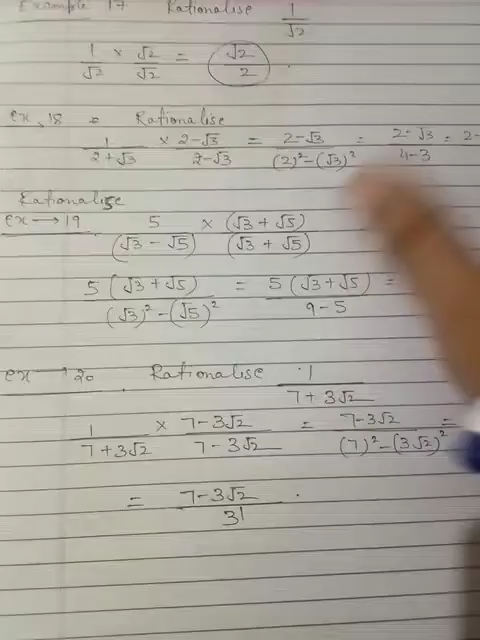 Example 17 Rationalise 1/√2
1/√2 × √2/√2 = √2/2 .
ex, 18 = Rationalise
1/(2+√3) × (2-√3)/(2-√3) = (2-√3)/((2)²-(√3)²) = (2-√3)/(4-3) = 2-
Rationalise
ex → 19 5/(√3-√5) × (√3+√5)/(√3+√5)
5(√3+√5)/((√3)²-(√5)²) = 5(√3+√5)/(9-5) =
ex → 20. Rationalise 1/(7+3√2)
1/(7+3√2) × (7-3√2)/(7-3√2) = (7-3√2)/((7)²-(3√2)²) =
= (7-3√2)/31 .